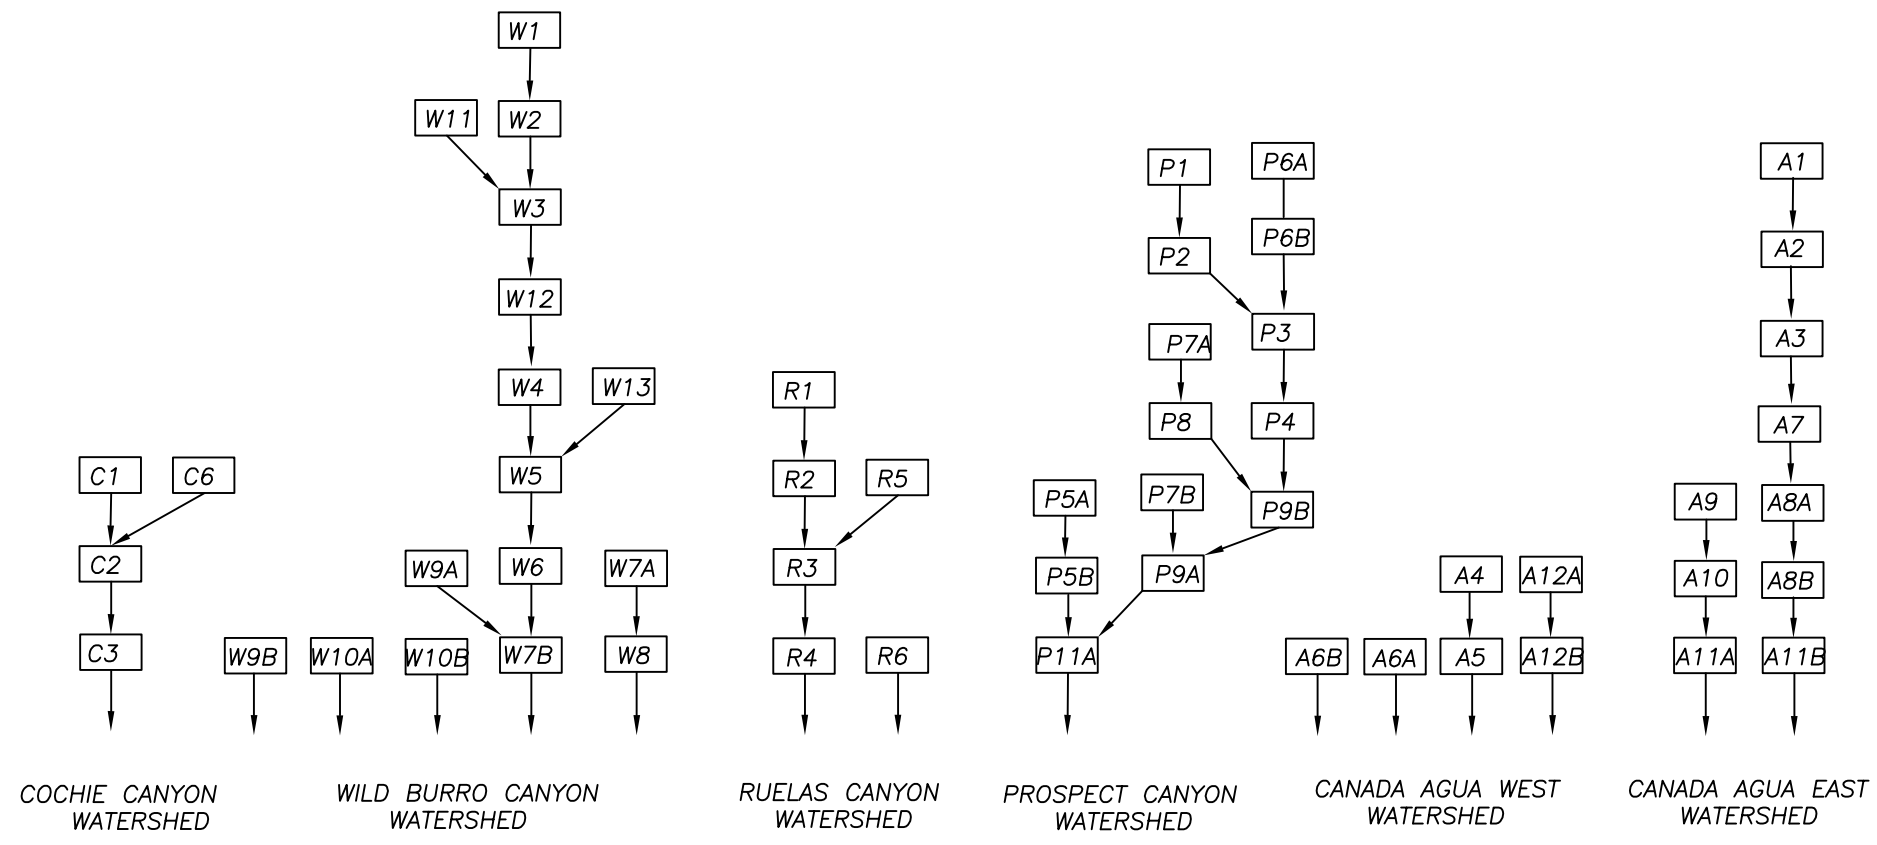 W1
W11
W2
W3
W12
W4
W13
W5
W9A
W6
W7A
W9B
W10A
W10B
W7B
W8
C1
C6
C2
C3
R1
R2
R5
R3
R4
R6
P1
P6A
P2
P6B
P3
P7A
P8
P4
P5A
P7B
P9B
P5B
P9A
P11A
A4
A12A
A6B
A6A
A5
A12B
A1
A2
A3
A7
A9
A8A
A10
A8B
A11A
A11B
COCHIE CANYON
WATERSHED
WILD BURRO CANYON
WATERSHED
RUELAS CANYON
WATERSHED
PROSPECT CANYON
WATERSHED
CANADA AGUA WEST
WATERSHED
CANADA AGUA EAST
WATERSHED